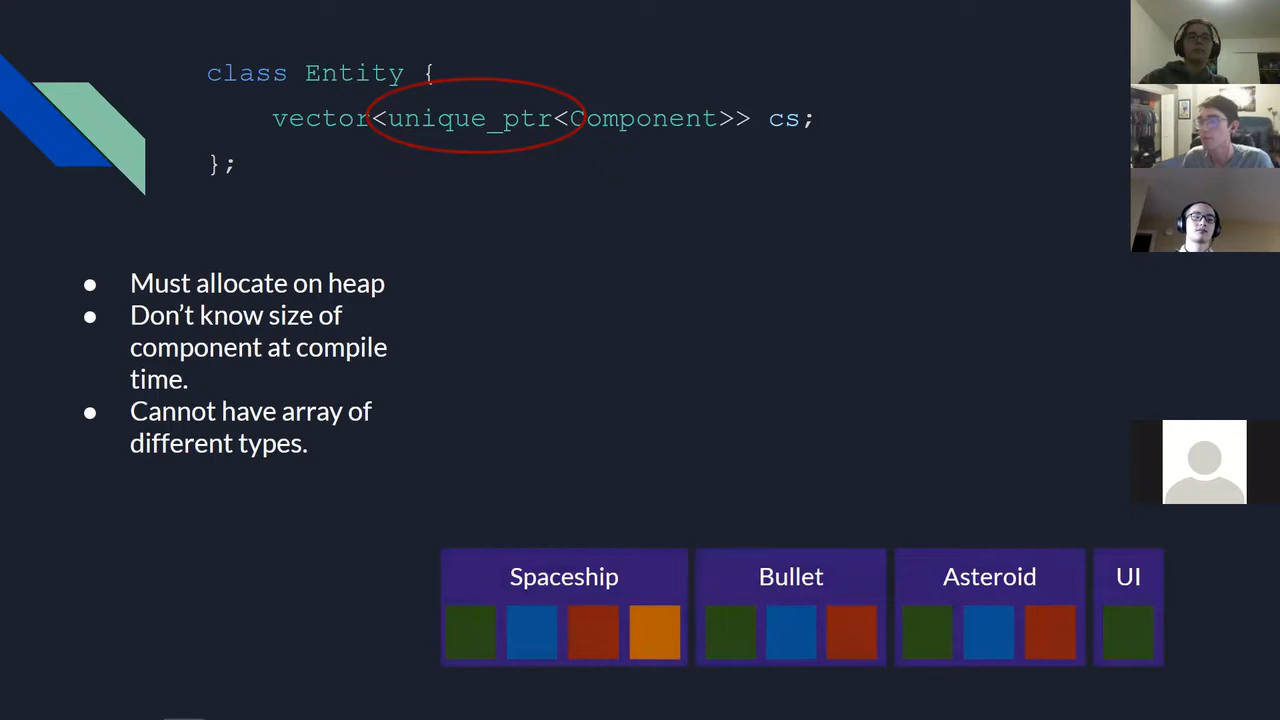 class Entity {
vector<unique_ptr<Component>> cs;
};
● Must allocate on heap
● Don’t know size of
component at compile
time.
● Cannot have array of
different types.
Spaceship Bullet Asteroid UI